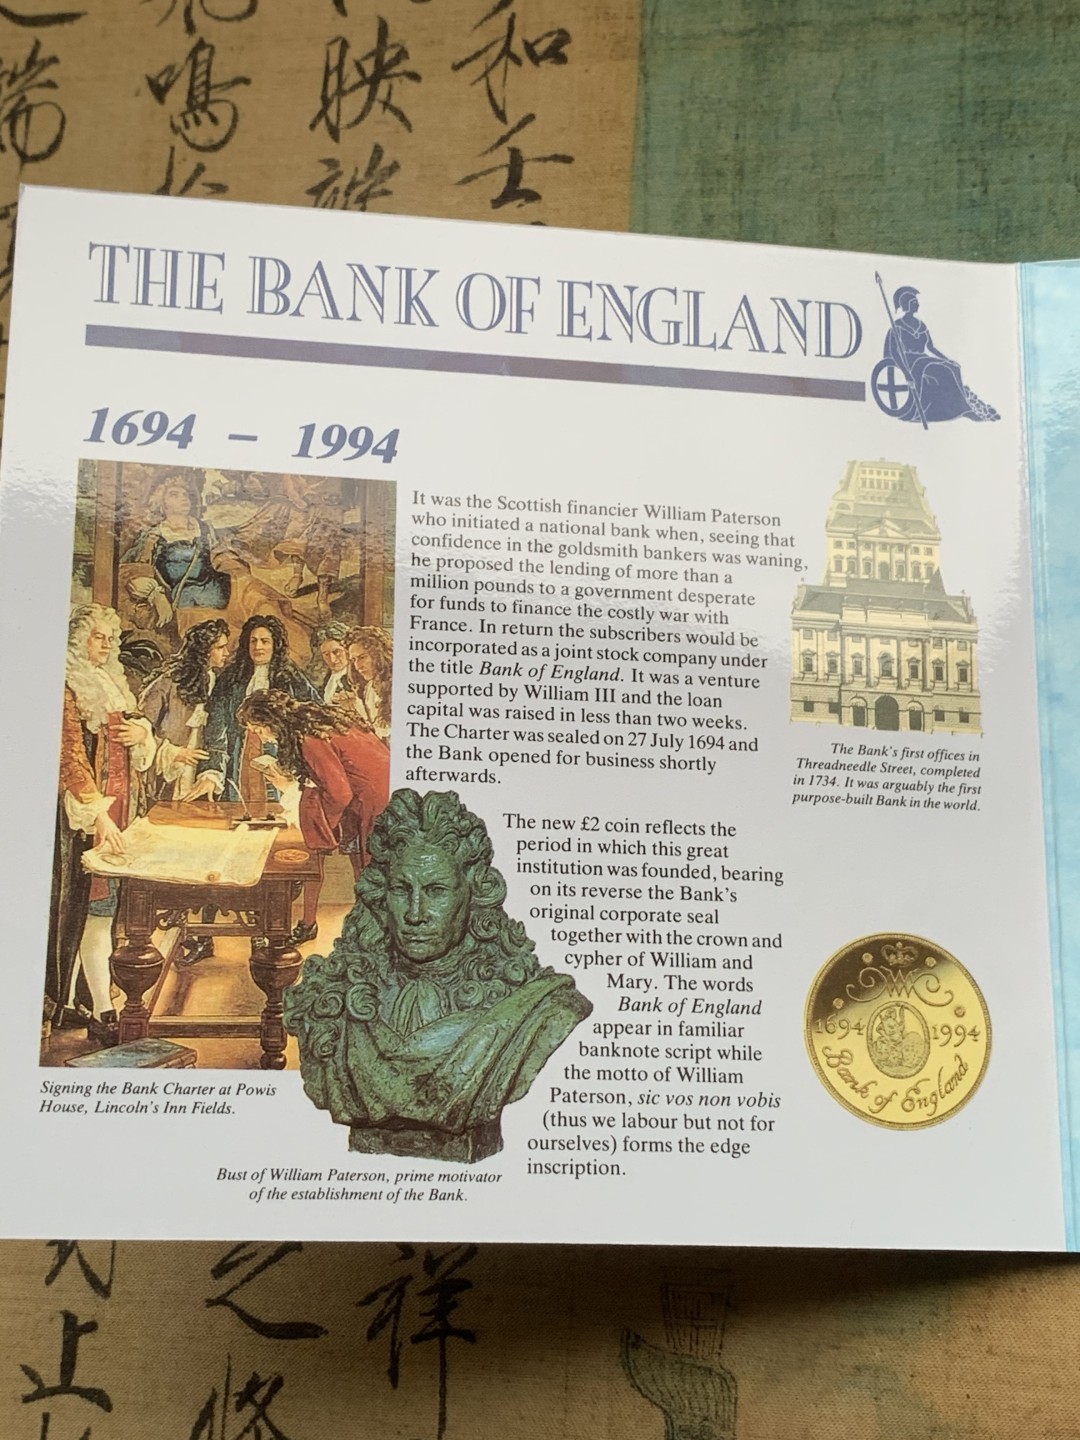 鳴
映
和
壬
THE BANK OF ENGLAND
1694 – 1994
It was the Scottish financier William Paterson
who initiated a national bank when, seeing that
confidence in the goldsmith bankers was waning,
he proposed the lending of more than a
million pounds to a government desperate
for funds to finance the costly war with
France. In return the subscribers would be
incorporated as a joint stock company under
the title Bank of England. It was a venture
supported by William III and the loan
capital was raised in less than two weeks.
The Charter was sealed on 27 July 1694 and
the Bank opened for business shortly
afterwards.
The Bank's first offices in
Threadneedle Street, completed
in 1734. It was arguably the first
purpose-built Bank in the world.
The new £2 coin reflects the
period in which this great
institution was founded, bearing
on its reverse the Bank's
original corporate seal
together with the crown and
cypher of William and
Mary. The words
Bank of England
appear in familiar
banknote script while
the motto of William
Paterson, sic vos non vobis
(thus we labour but not for
ourselves) forms the edge
inscription.
1694 1994
Bank of England
Signing the Bank Charter at Powis
House, Lincoln's Inn Fields.
Bust of William Paterson, prime motivator
of the establishment of the Bank.
止
之
祥